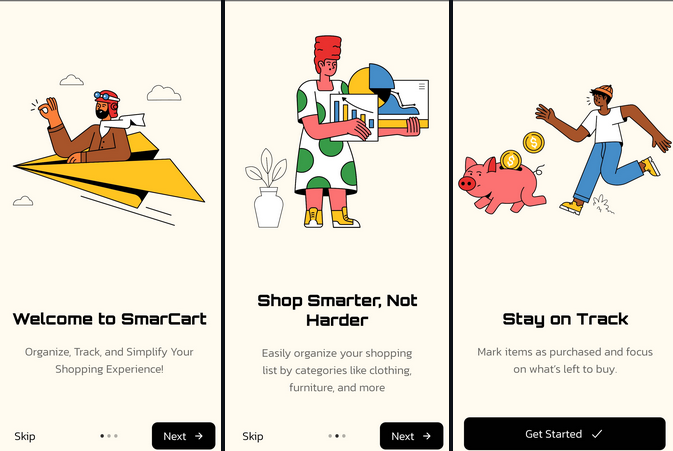 Welcome to SmarCart
Organize, Track, and Simplify Your
Shopping Experience!
Skip
Next
Shop Smarter, Not
Harder
Easily organize your shopping
list by categories like clothing,
furniture, and more
Skip
Next
$
$
Stay on Track
Mark items as purchased and focus
on what's left to buy.
Get Started